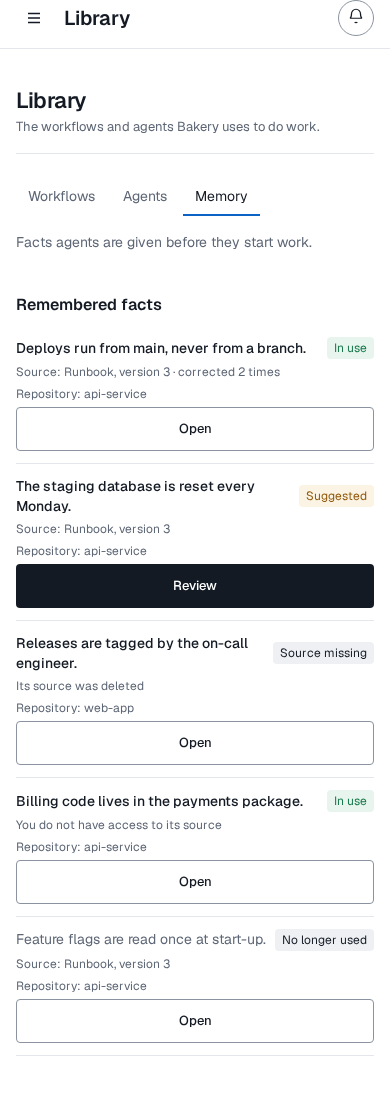 Library
Library
The workflows and agents Bakery uses to do work.
Workflows
Agents
Memory
Facts agents are given before they start work.
Remembered facts
Deploys run from main, never from a branch.
In use
Source: Runbook, version 3 · corrected 2 times
Repository: api-service
Open
The staging database is reset every
Monday.
Suggested
Source: Runbook, version 3
Repository: api-service
Review
Releases are tagged by the on-call
engineer.
Source missing
Its source was deleted
Repository: web-app
Open
Billing code lives in the payments package.
In use
You do not have access to its source
Repository: api-service
Open
Feature flags are read once at start-up.
No longer used
Source: Runbook, version 3
Repository: api-service
Open